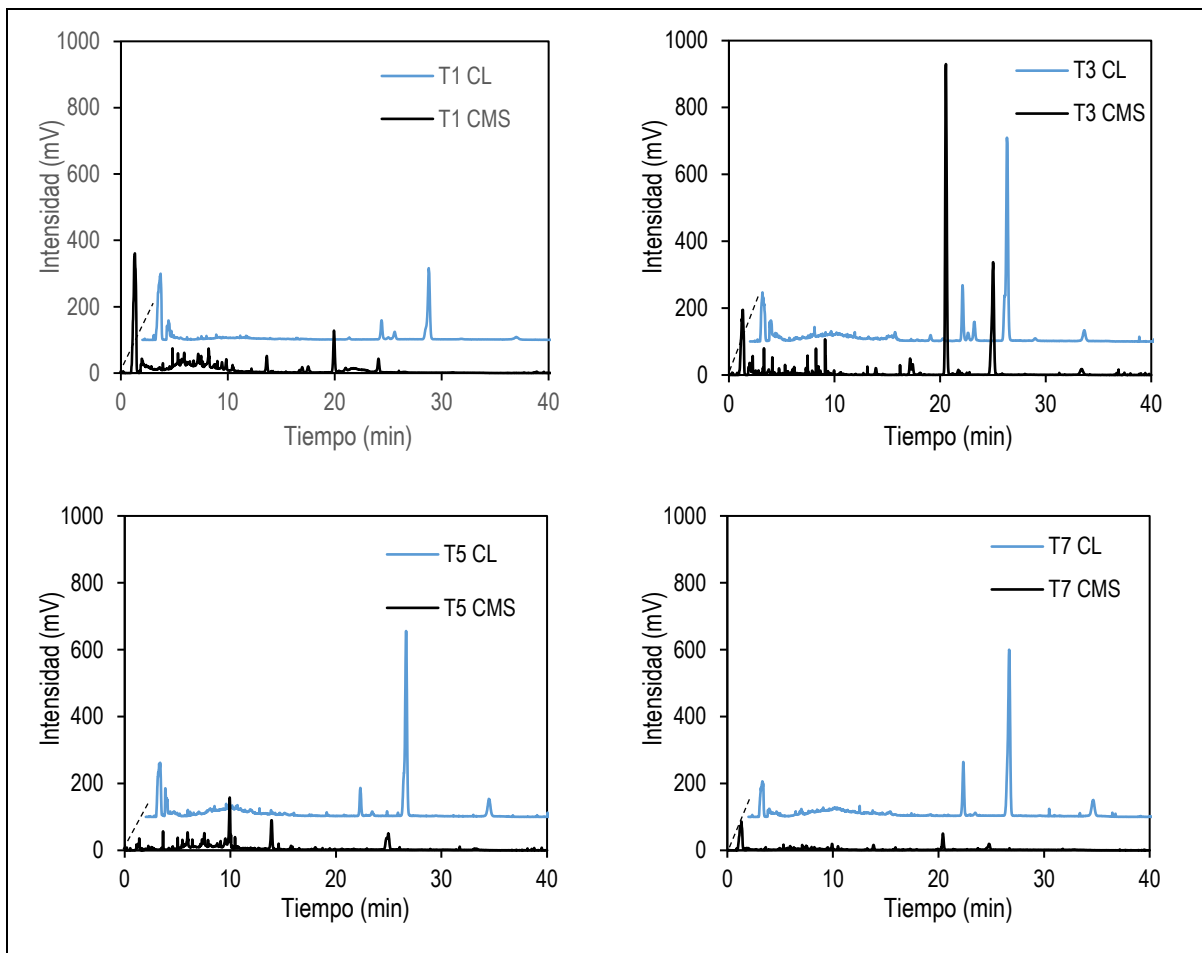 1000
800
600
400
200
0
Intensidad (mV)
T1 CL
T1 CMS
0 10 20 30 40
Tiempo (min)
1000
800
600
400
200
0
Intensidad (mV)
T3 CL
T3 CMS
0 10 20 30 40
Tiempo (min)
1000
800
600
400
200
0
Intensidad (mV)
T5 CL
T5 CMS
0 10 20 30 40
Tiempo (min)
1000
800
600
400
200
0
Intensidad (mV)
T7 CL
T7 CMS
0 10 20 30 40
Tiempo (min)